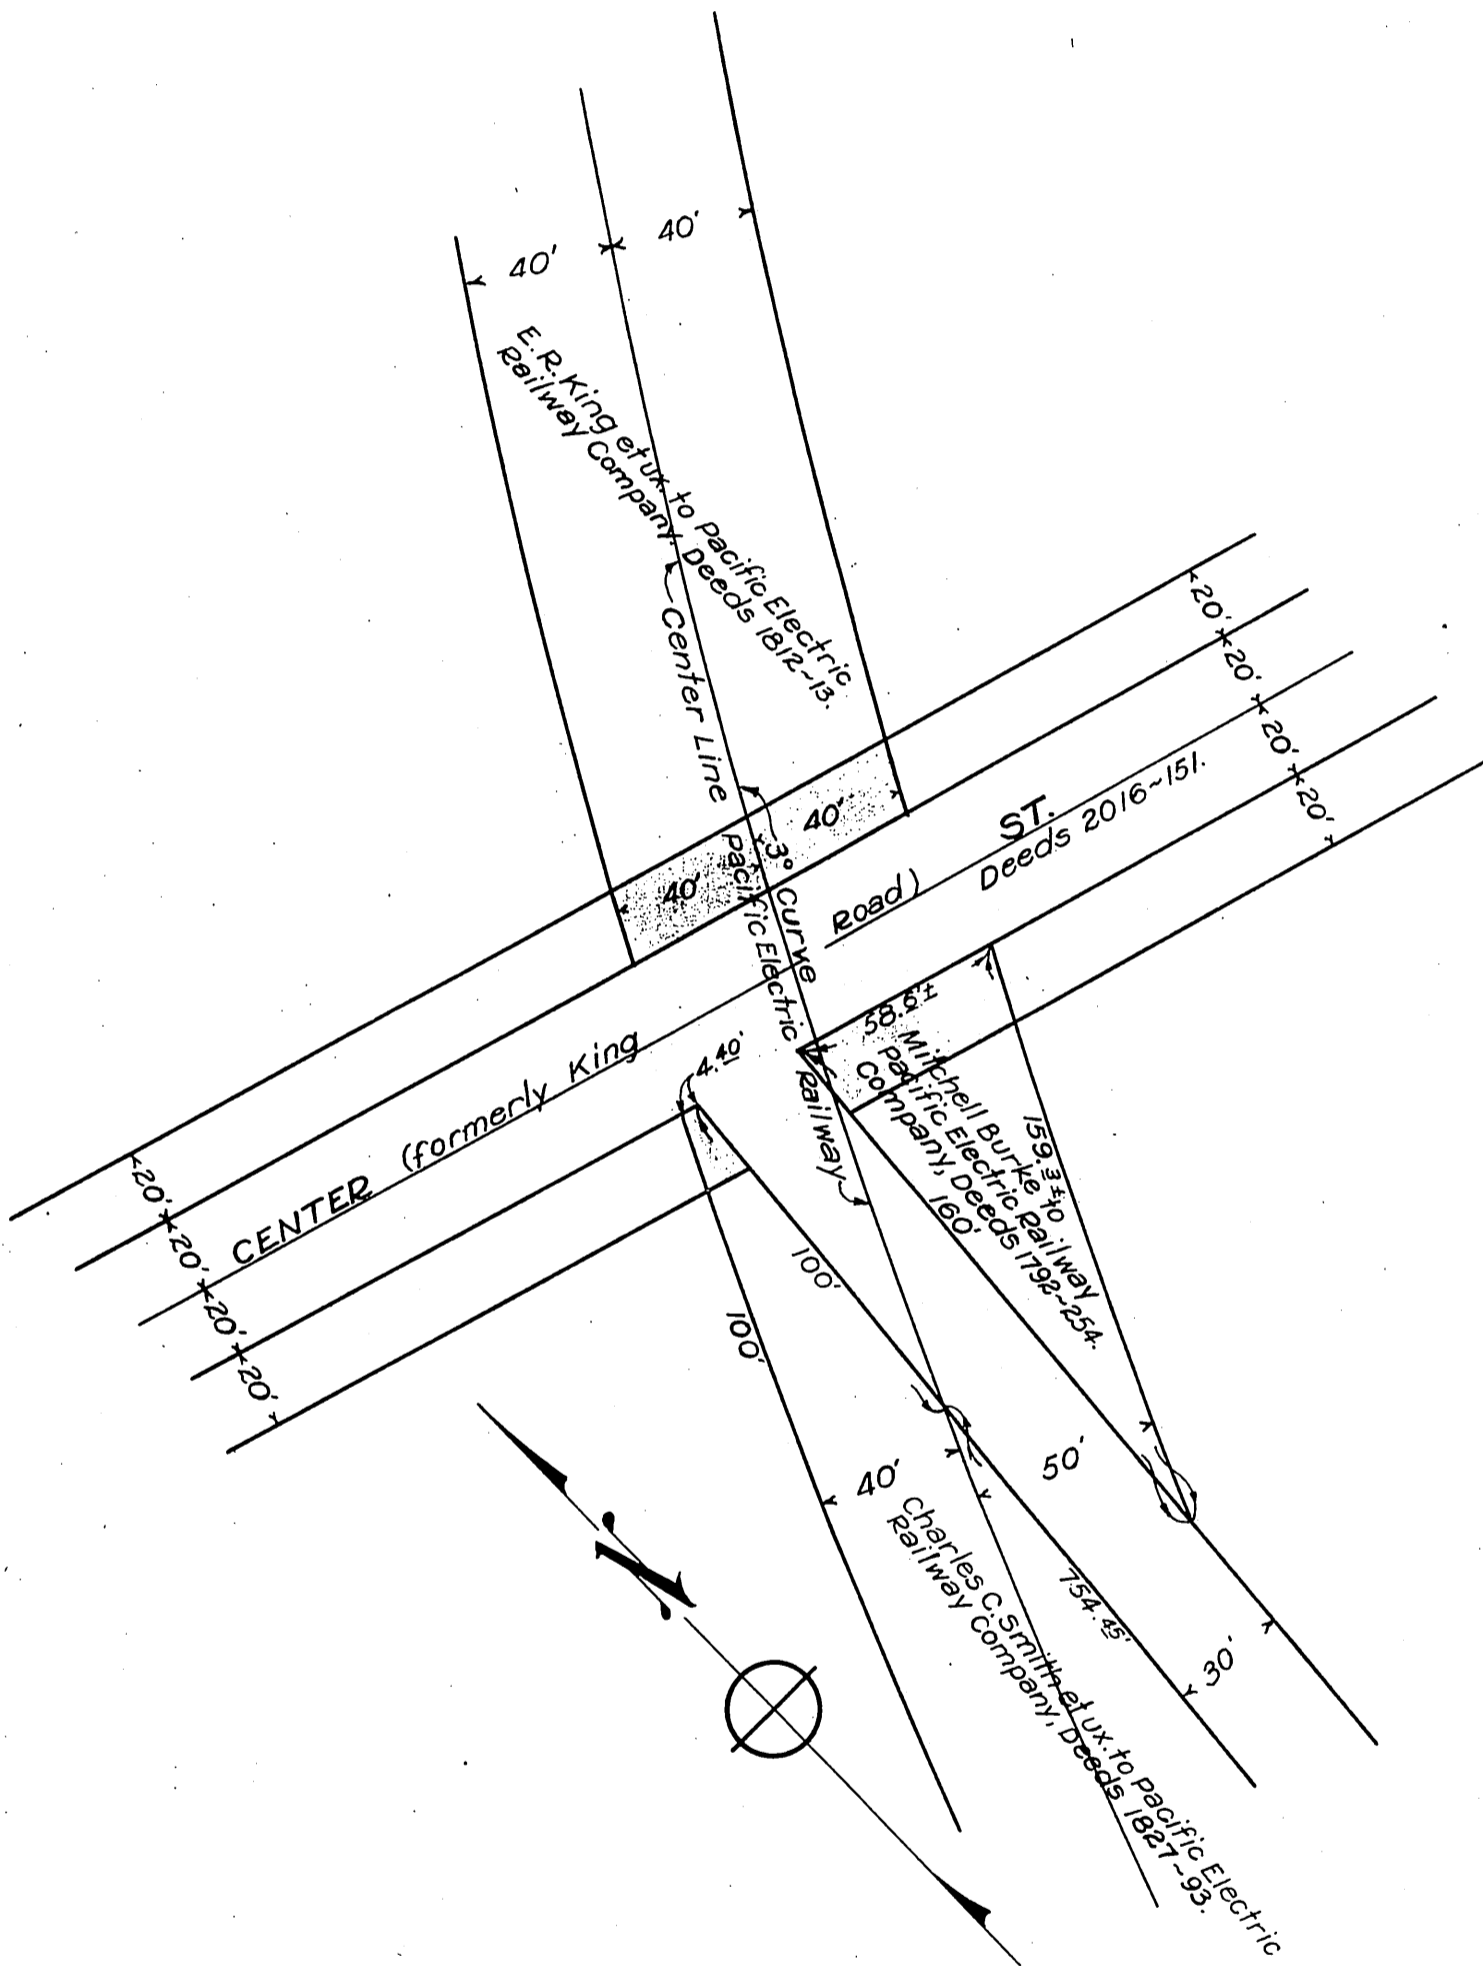 40'
40'
E. R. King et ux. to Pacific Electric
Railway Company. Deeds 1812~13.
Center Line
Pacific Electric
Railway
3° Curve
40'
40'
20'
20'
20'
20'
CENTER (formerly King Road) ST.
Deeds 2016~151.
20'
20'
20'
20'
4.40'
58.6'±
Mitchell Burke to
Pacific Electric Railway
Company, Deeds 1792~254.
159.3±
160'
100'
100'
40'
50'
Charles C. Smith et ux. to Pacific Electric
Railway Company, Deeds 1827~93.
754.45'
30'
N